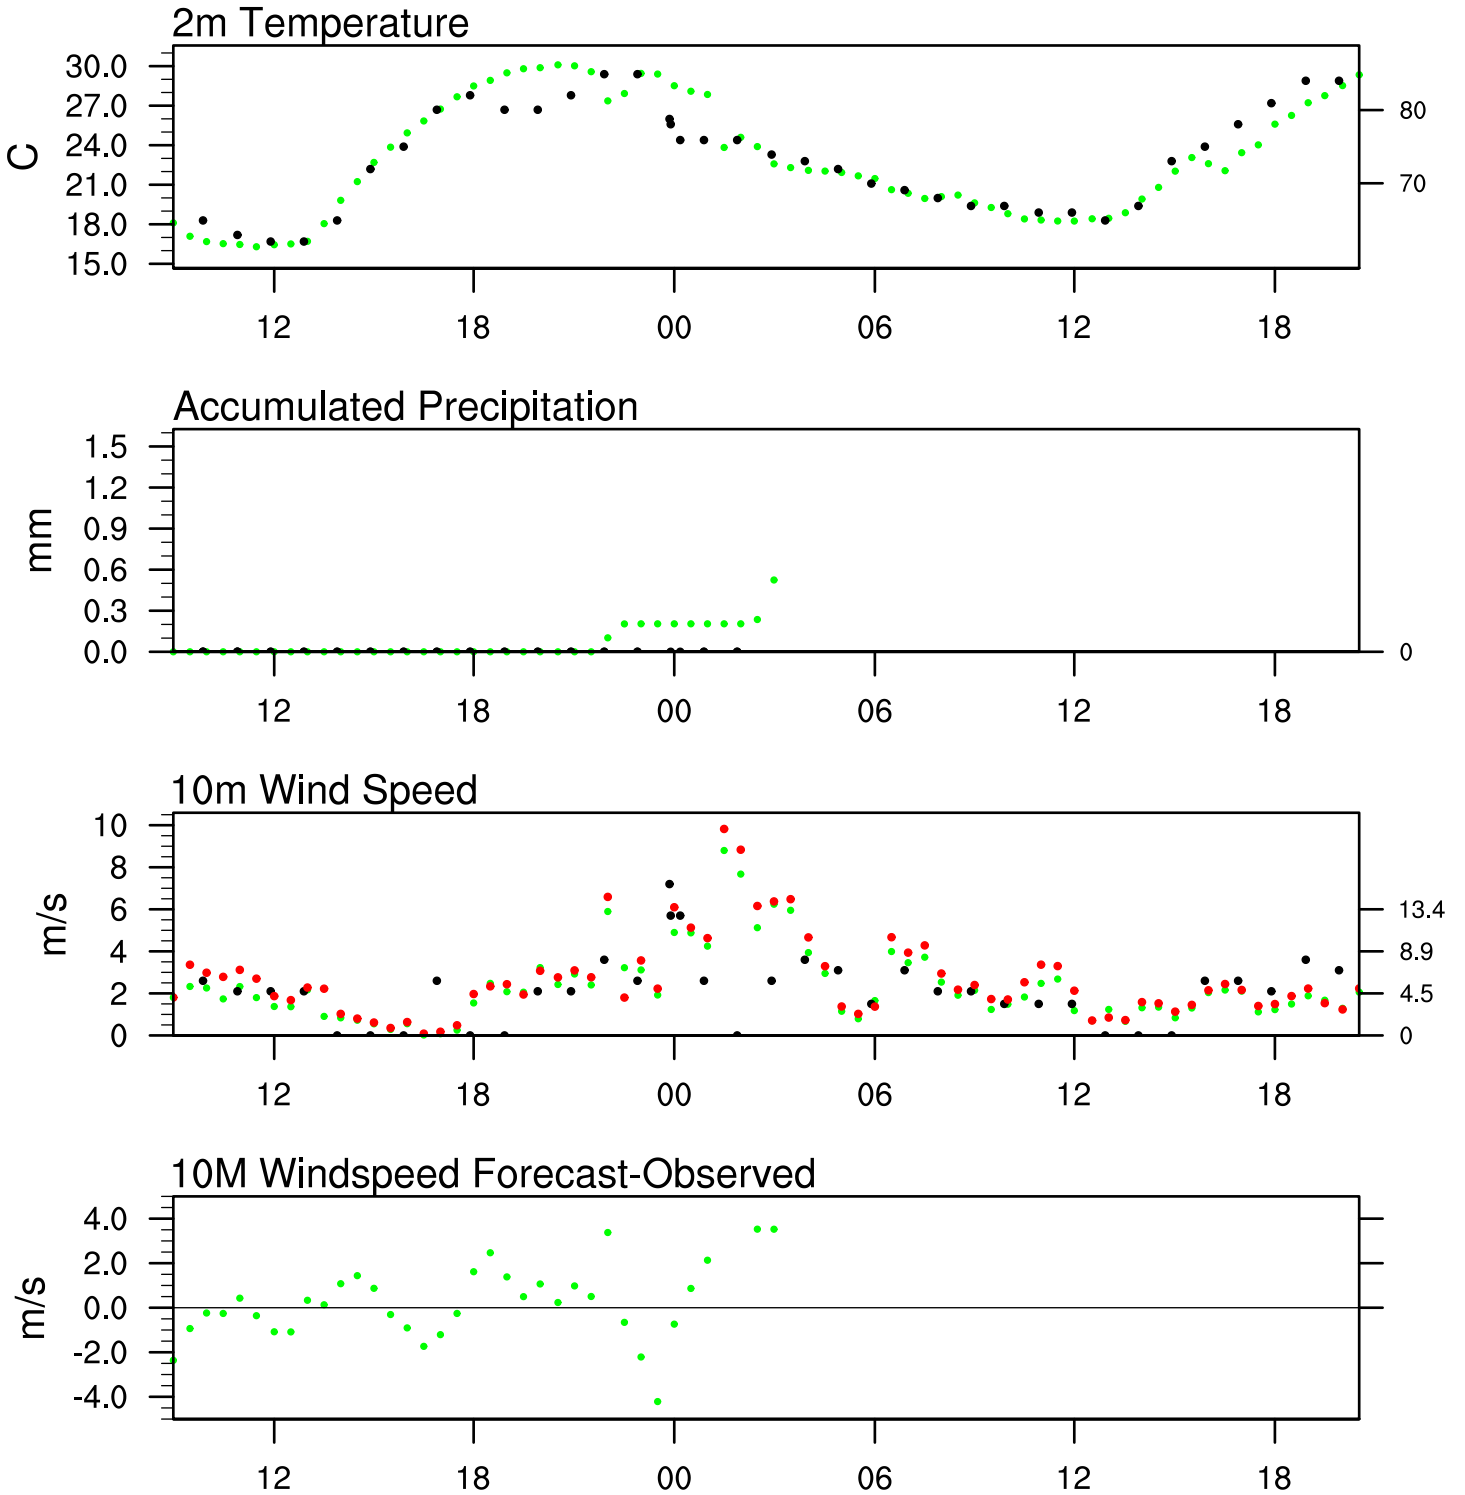 2m Temperature
30.0
27.0
24.0
21.0
18.0
15.0
C
80
70
12 18 00 06 12 18
Accumulated Precipitation
1.5
1.2
0.9
0.6
0.3
0.0
mm
0
12 18 00 06 12 18
10m Wind Speed
10
8
6
4
2
0
m/s
13.4
8.9
4.5
0
12 18 00 06 12 18
10M Windspeed Forecast-Observed
4.0
2.0
0.0
-2.0
-4.0
m/s
12 18 00 06 12 18